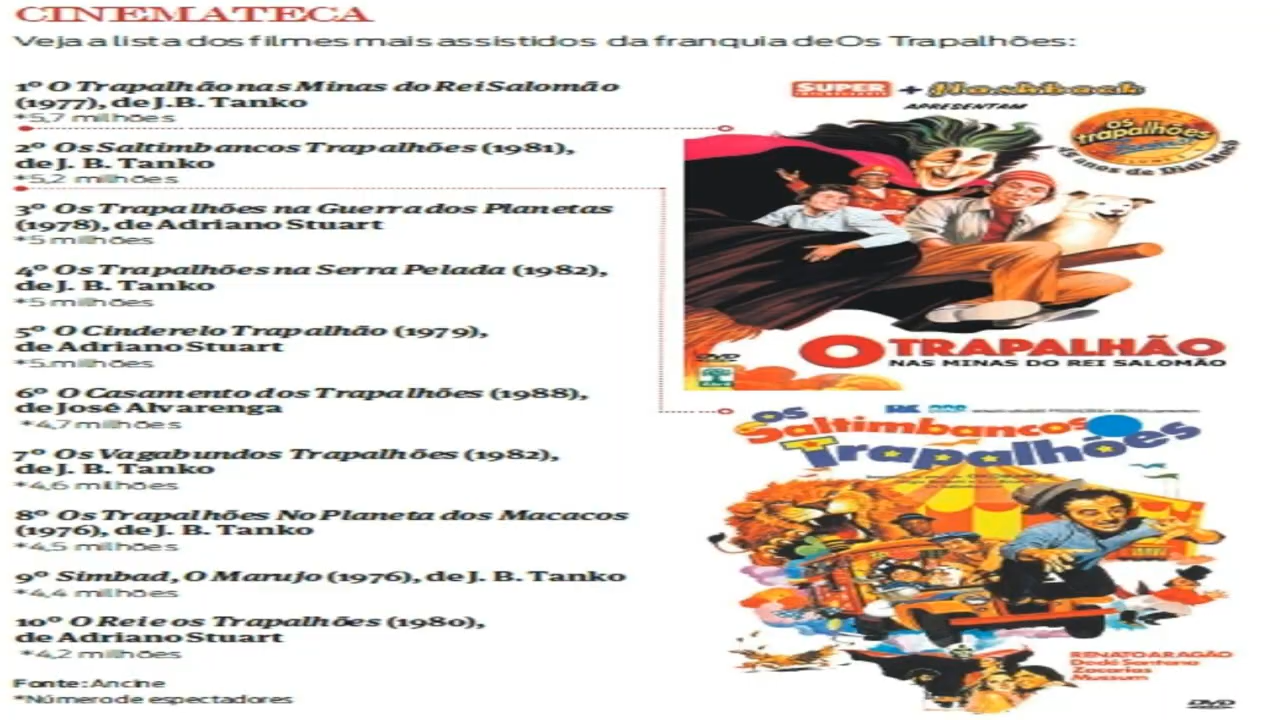 CINEMATECA
Veja a lista dos filmes mais assistidos da franquia de Os Trapalhões:
1º O Trapalhão nas Minas do Rei Salomão
(1977), de J.B. Tanko
*5,7 milhões
2º Os Saltimbancos Trapalhões (1981),
de J. B. Tanko
*5,2 milhões
3º Os Trapalhões na Guerra dos Planetas
(1978), de Adriano Stuart
*5 milhões
4º Os Trapalhões na Serra Pelada (1982),
de J. B. Tanko
*5 milhões
5º O Cinderelo Trapalhão (1979),
de Adriano Stuart
*5 milhões
6º O Casamento dos Trapalhões (1988),
de José Alvarenga
*4,7 milhões
7º Os Vagabundos Trapalhões (1982),
de J. B. Tanko
*4,6 milhões
8º Os Trapalhões No Planeta dos Macacos
(1976), de J. B. Tanko
*4,5 milhões
9º Simbad, O Marujo (1976), de J. B. Tanko
*4,4 milhões
10º O Rei e os Trapalhões (1980),
de Adriano Stuart
*4,2 milhões
Fonte: Ancine
*Número de espectadores
SUPER + flashback
APRESENTAM
os trapalhões
45 anos de Didi Mocó
DVD
Abril
O TRAPALHÃO
NAS MINAS DO REI SALOMÃO
os
Saltimbancos
Trapalhões
RENATO ARAGÃO
Dedé Santana
Zacarias
Mussum
DVD